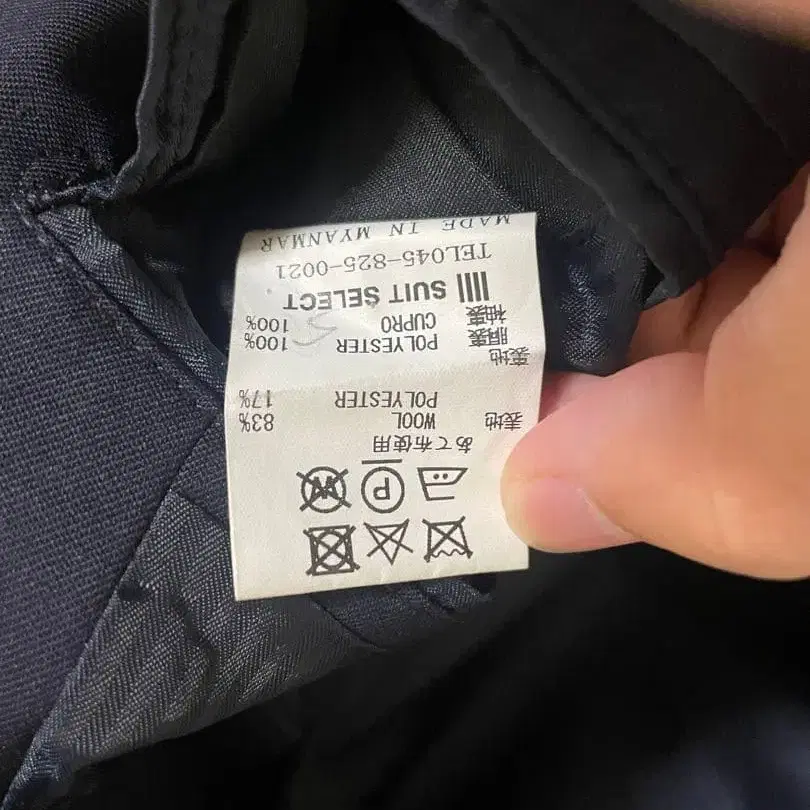 P W
あて布使用
表地 WOOL 83%
POLYESTER 17%
裏地
胴裏 POLYESTER 100%
袖裏 CUPRO 100%
SUIT SELECT
TEL045-825-0021
MADE IN MYANMAR